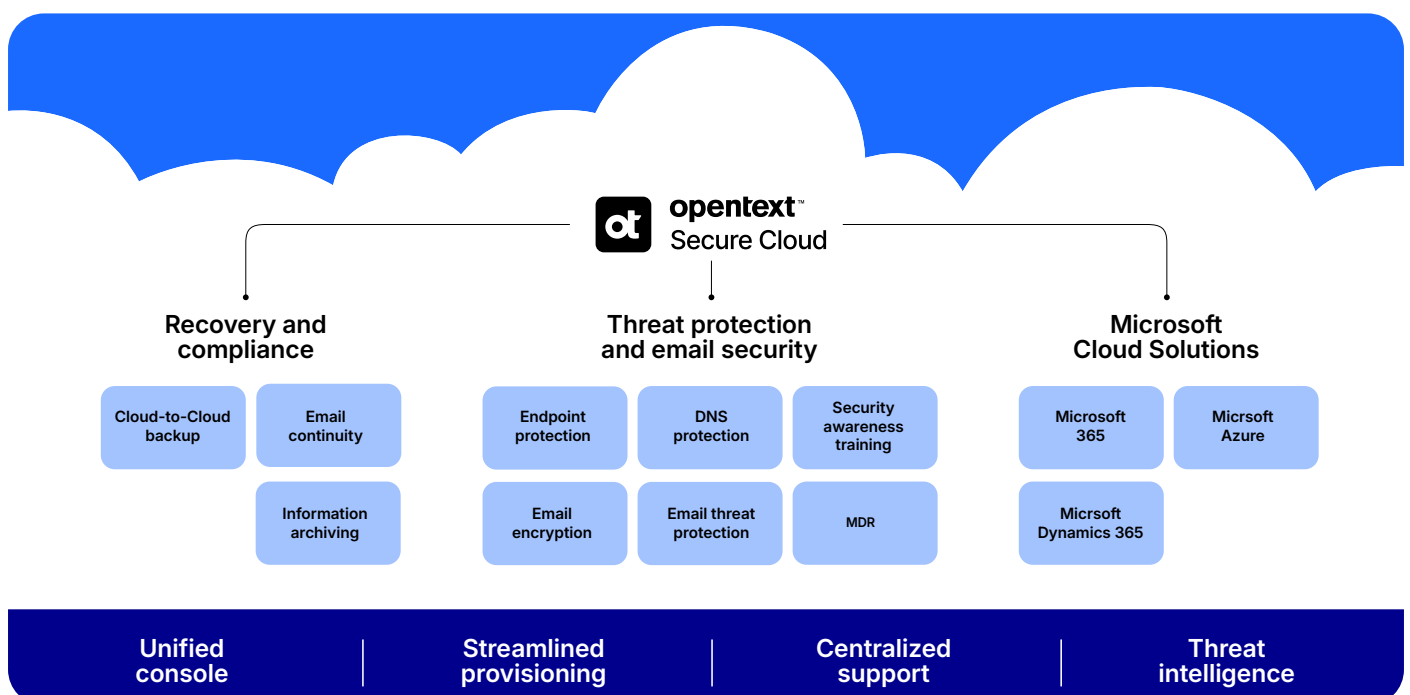 opentext™
Secure Cloud
Recovery and
compliance
Cloud-to-Cloud
backup
Email
continuity
Information
archiving
Threat protection
and email security
Endpoint
protection
DNS
protection
Security
awareness
training
Email
encryption
Email threat
protection
MDR
Microsoft
Cloud Solutions
Microsoft
365
Micrsoft
Azure
Micrsoft
Dynamics 365
Unified
console
Streamlined
provisioning
Centralized
support
Threat
intelligence